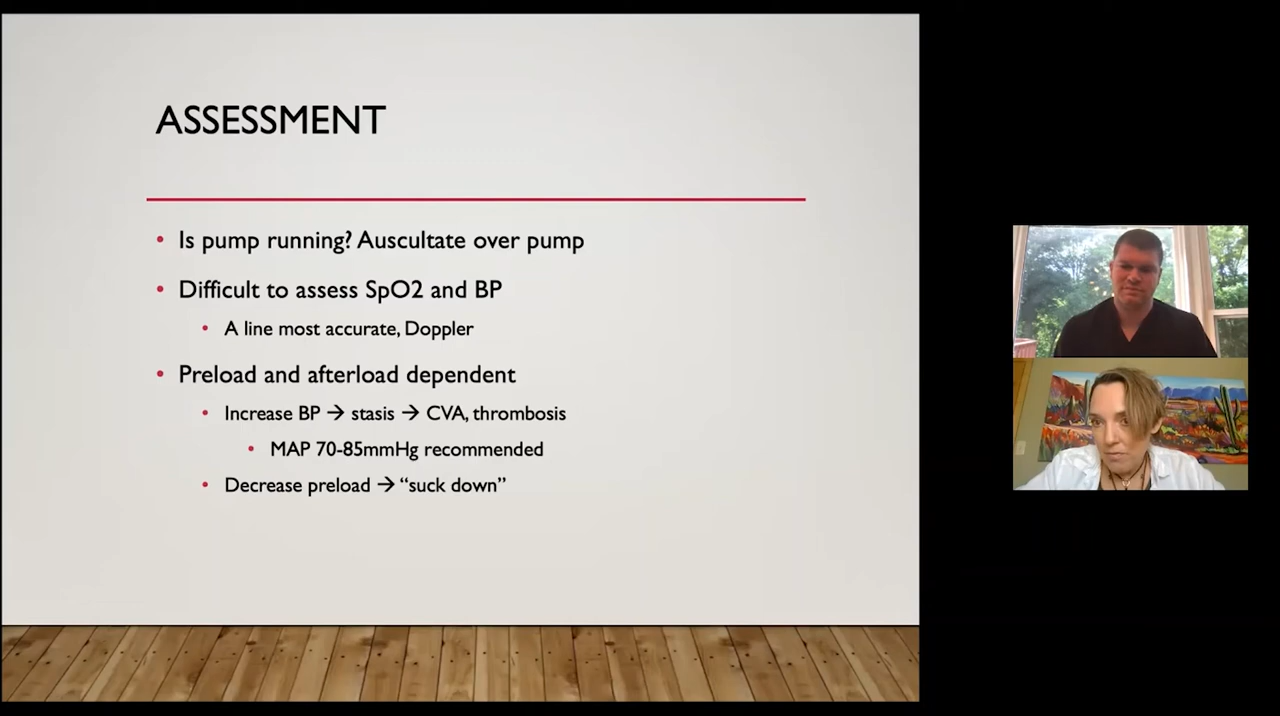 ASSESSMENT
• Is pump running? Auscultate over pump
• Difficult to assess SpO2 and BP
• A line most accurate, Doppler
• Preload and afterload dependent
• Increase BP → stasis → CVA, thrombosis
• MAP 70-85mmHg recommended
• Decrease preload → “suck down”